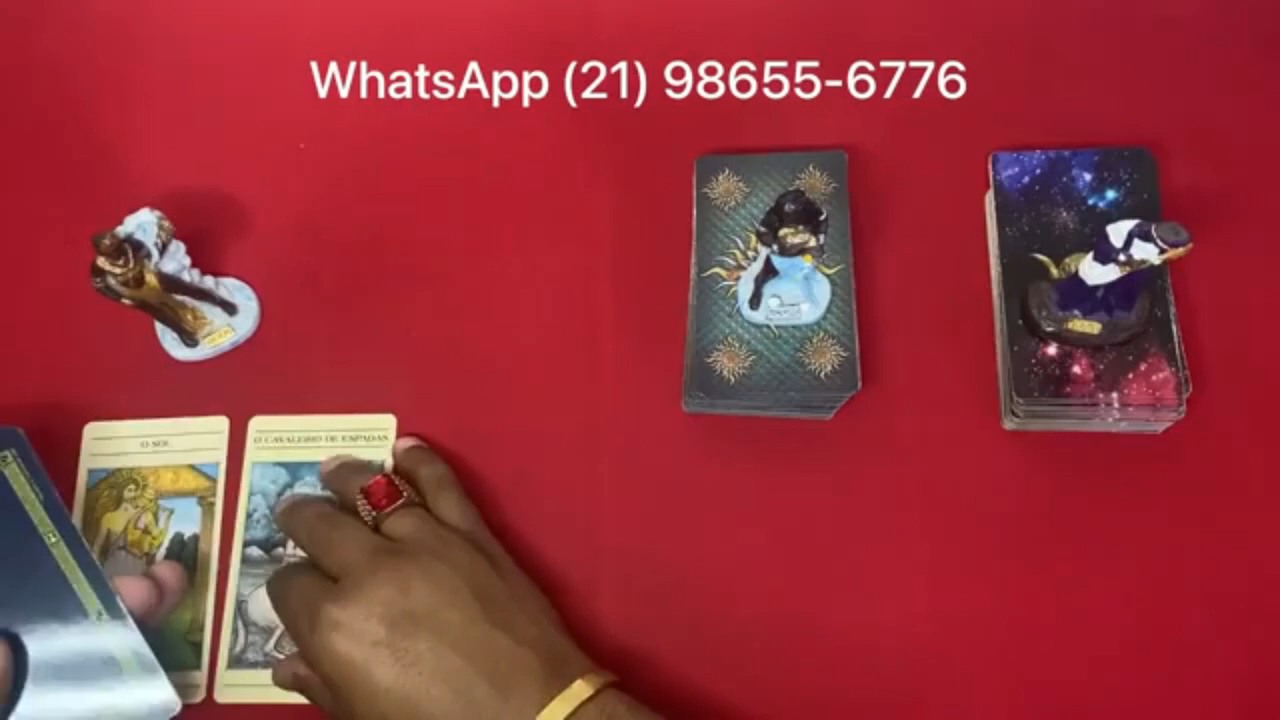 WhatsApp (21) 98655-6776
O SOL
O CAVALEIRO DE ESPADAS